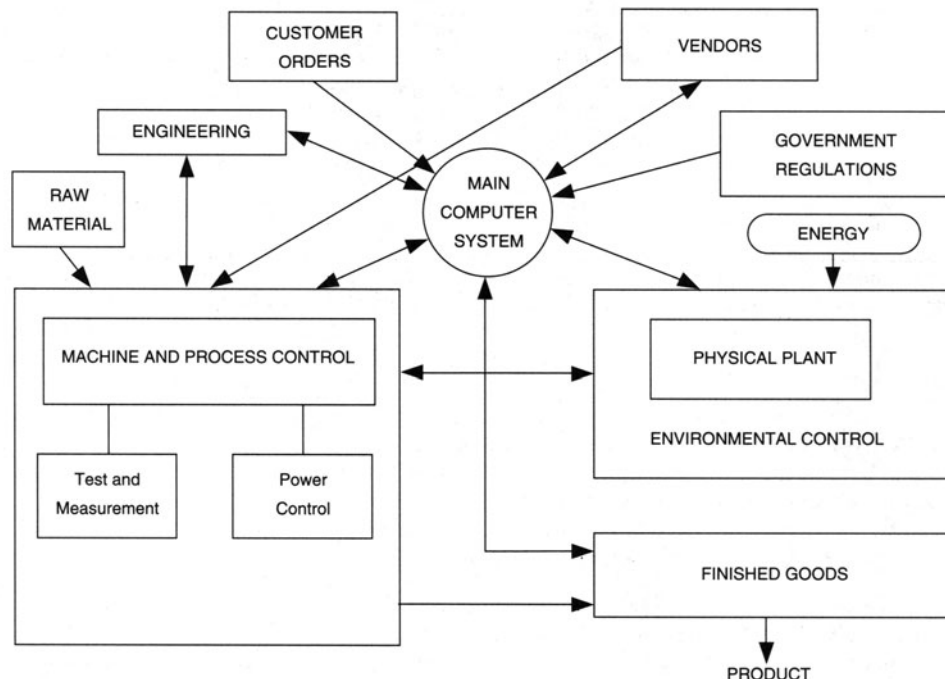 CUSTOMER
ORDERS
VENDORS
ENGINEERING
GOVERNMENT
REGULATIONS
RAW
MATERIAL
MAIN
COMPUTER
SYSTEM
ENERGY
MACHINE AND PROCESS CONTROL
PHYSICAL PLANT
ENVIRONMENTAL CONTROL
Test and
Measurement
Power
Control
FINISHED GOODS
PRODUCT